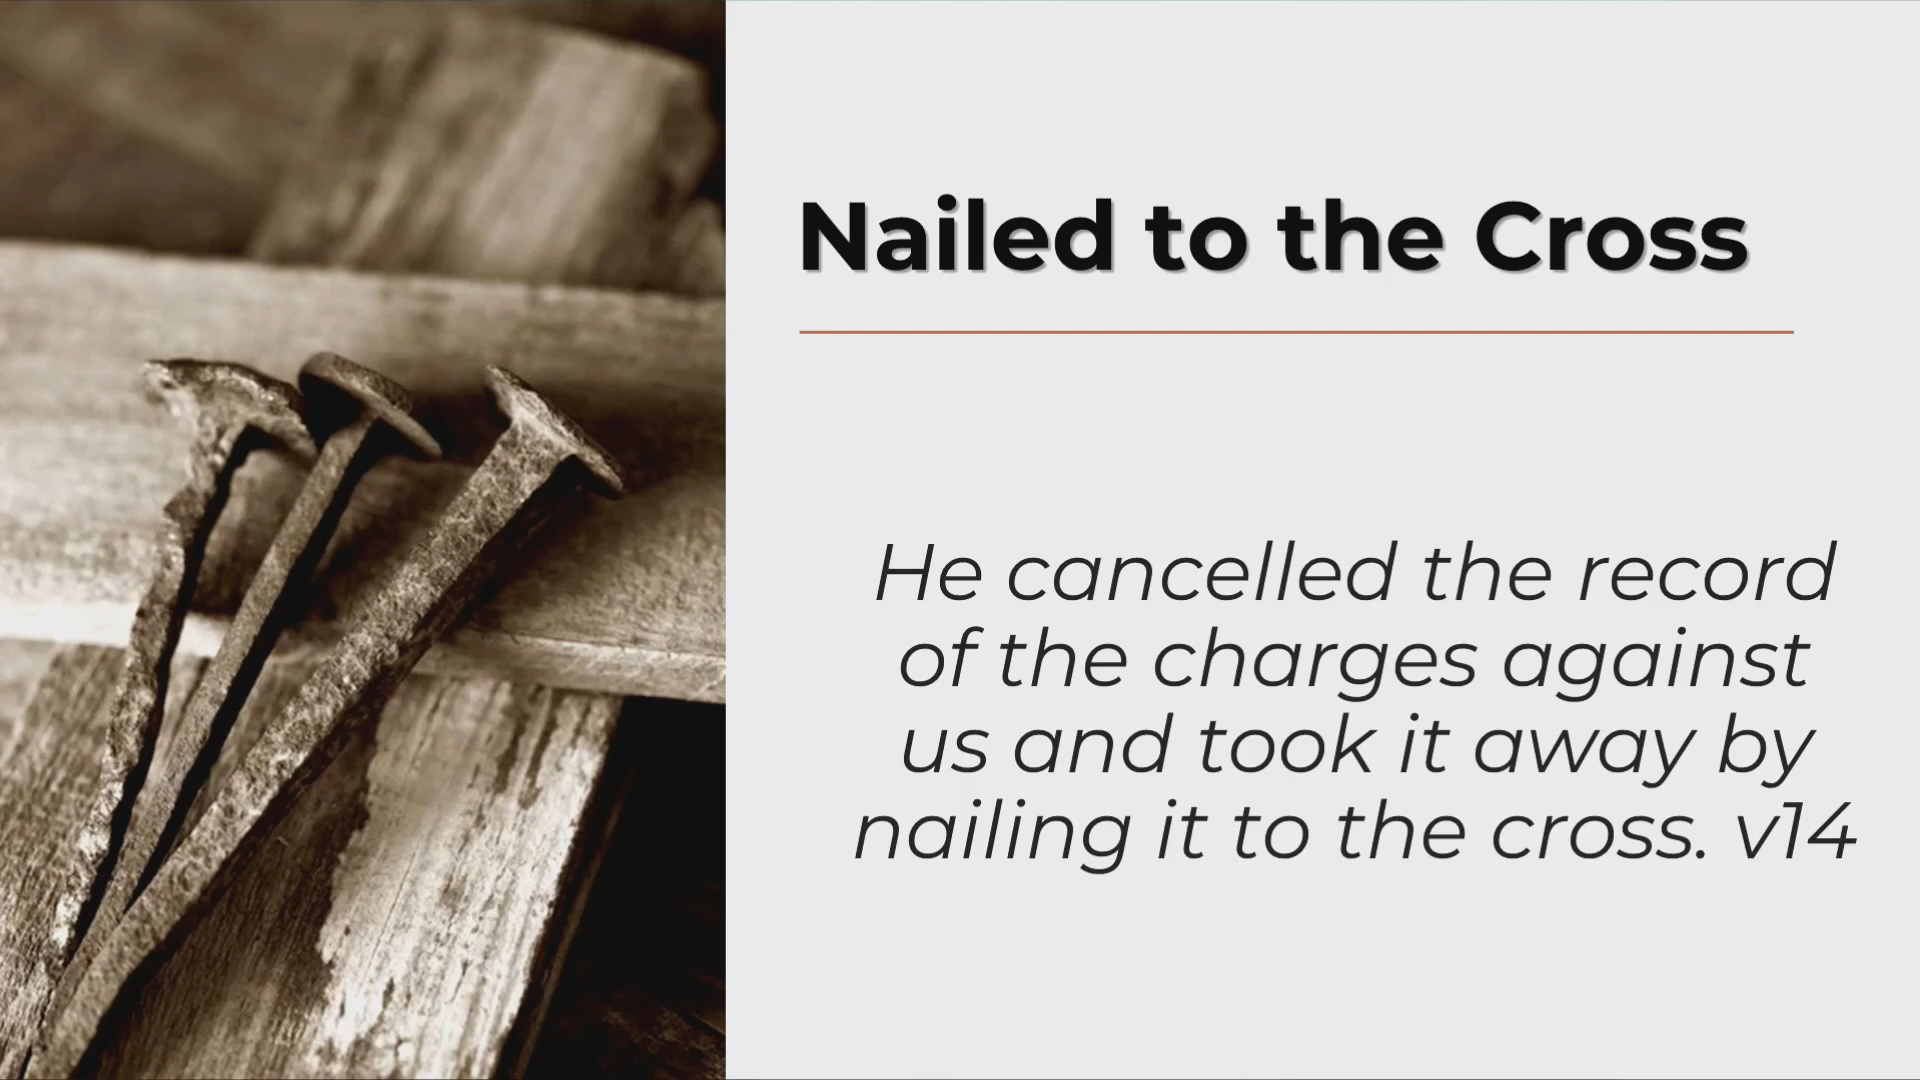 Nailed to the Cross
He cancelled the record
of the charges against
us and took it away by
nailing it to the cross. v14